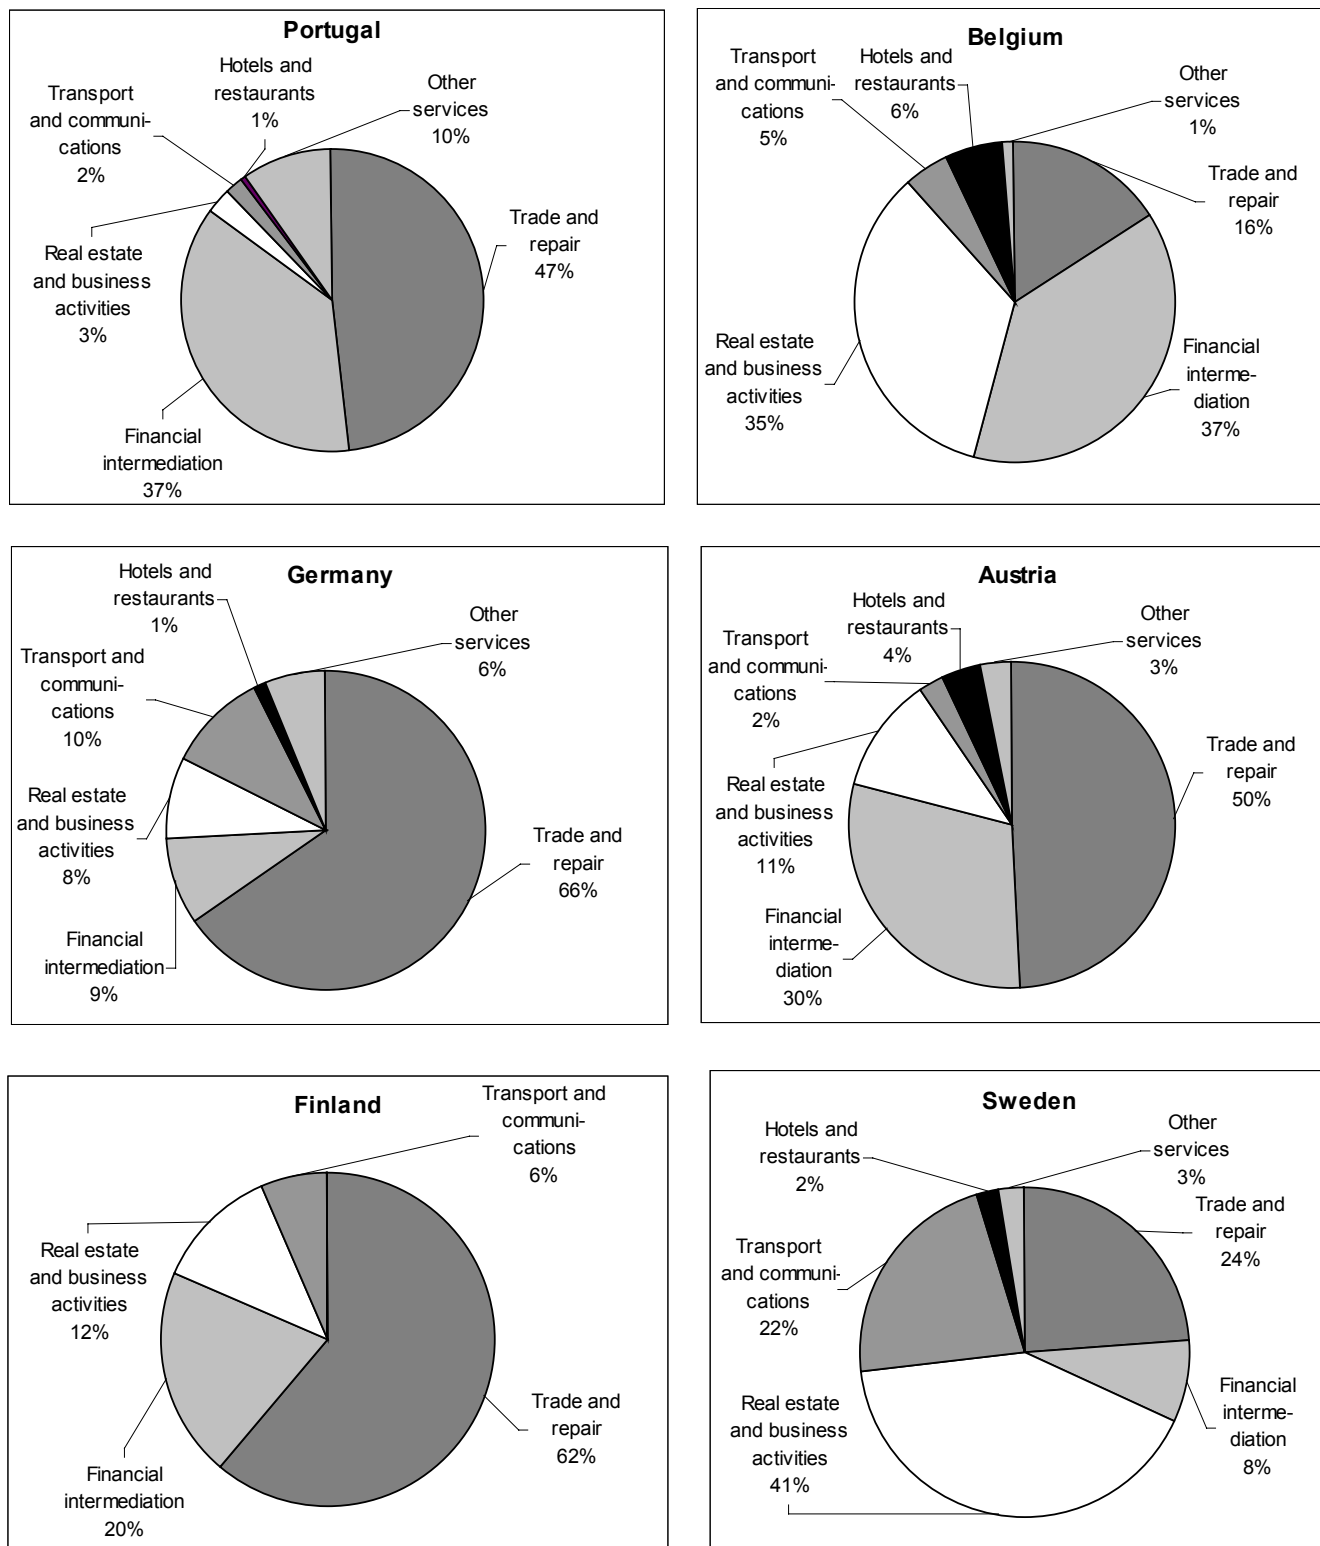 Portugal
Hotels and
restaurants
1%
Other
services
10%
Transport
and communi-
cations
2%
Trade and
repair
47%
Real estate
and business
activities
3%
Financial
intermediation
37%
Belgium
Transport
and communi-
cations
5%
Hotels and
restaurants
6%
Other
services
1%
Trade and
repair
16%
Real estate
and business
activities
35%
Financial
interme-
diation
37%
Germany
Hotels and
restaurants
1%
Other
services
6%
Transport and
communi-
cations
10%
Real estate
and business
activities
8%
Trade and
repair
66%
Financial
intermediation
9%
Austria
Hotels and
restaurants
4%
Other
services
3%
Transport
and communi-
cations
2%
Trade and
repair
50%
Real estate
and business
activities
11%
Financial
interme-
diation
30%
Finland
Transport and
communi-
cations
6%
Real estate
and business
activities
12%
Trade and
repair
62%
Financial
intermediation
20%
Sweden
Hotels and
restaurants
2%
Other
services
3%
Trade and
repair
24%
Transport
and communi-
cations
22%
Real estate
and business
activities
41%
Financial
interme-
diation
8%